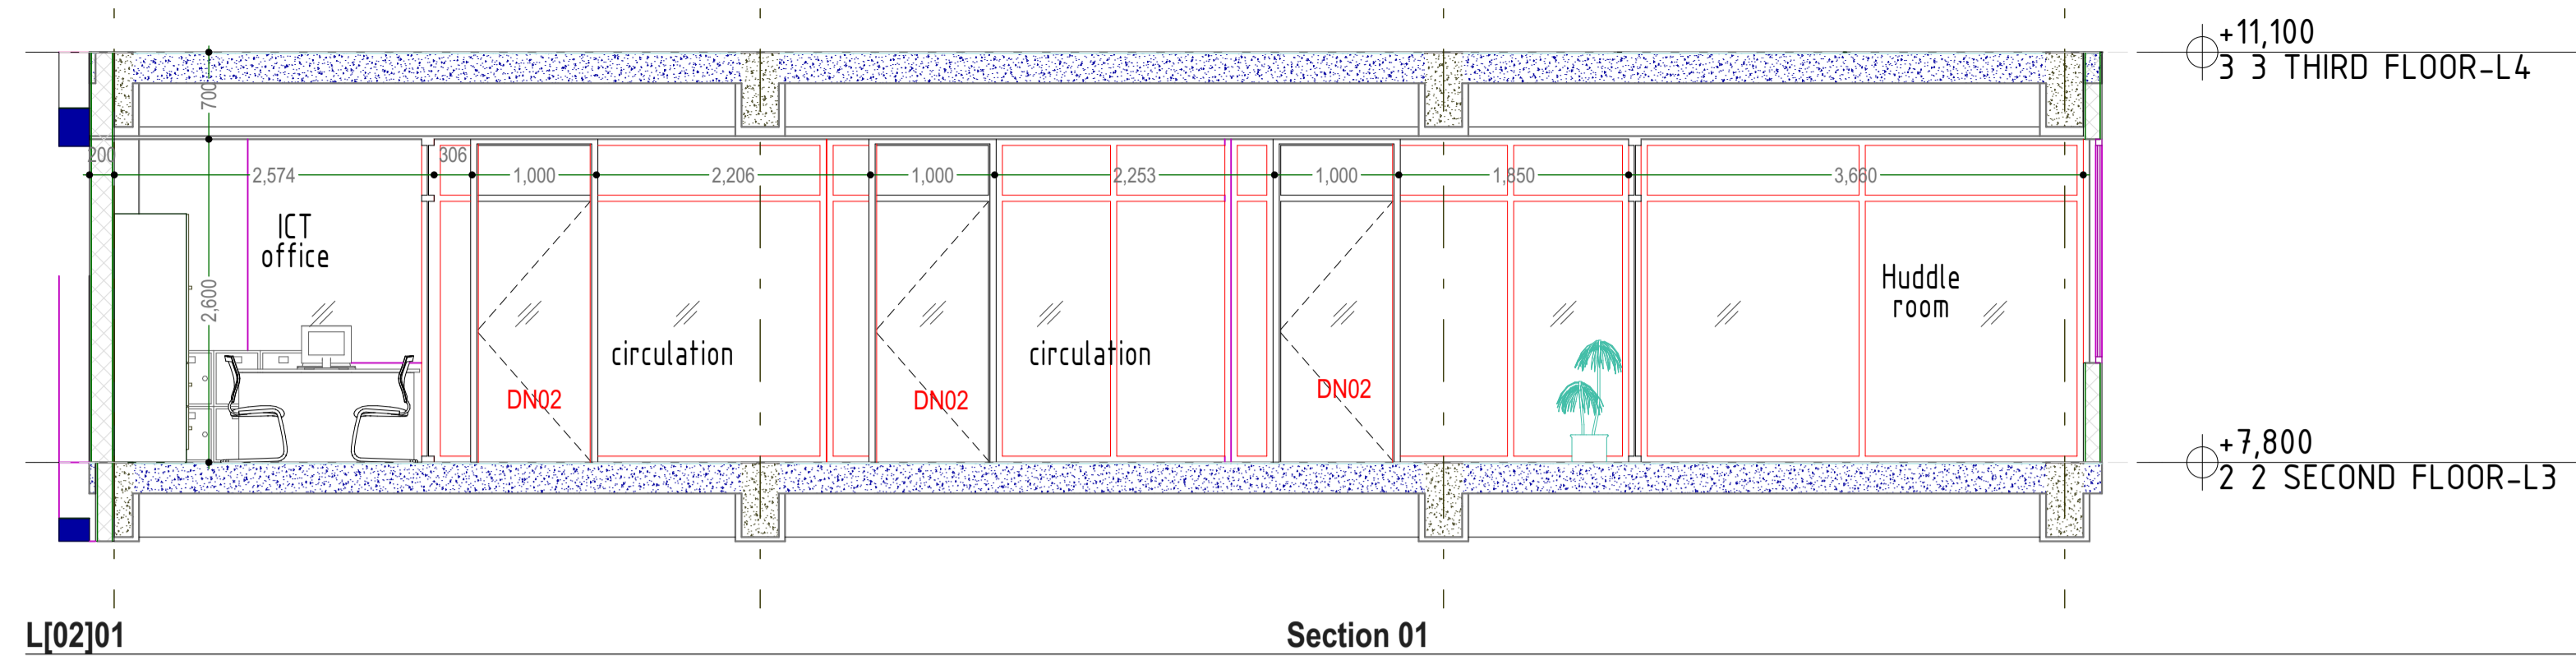 +11,100
3 3 THIRD FLOOR-L4
700
200
306
2,574
1,000
2,206
1,000
2,253
1,000
1,850
3,660
ICT
office
2,600
Huddle
room
circulation
circulation
DN02
DN02
DN02
+7,800
2 2 SECOND FLOOR-L3
L[02]01
Section 01